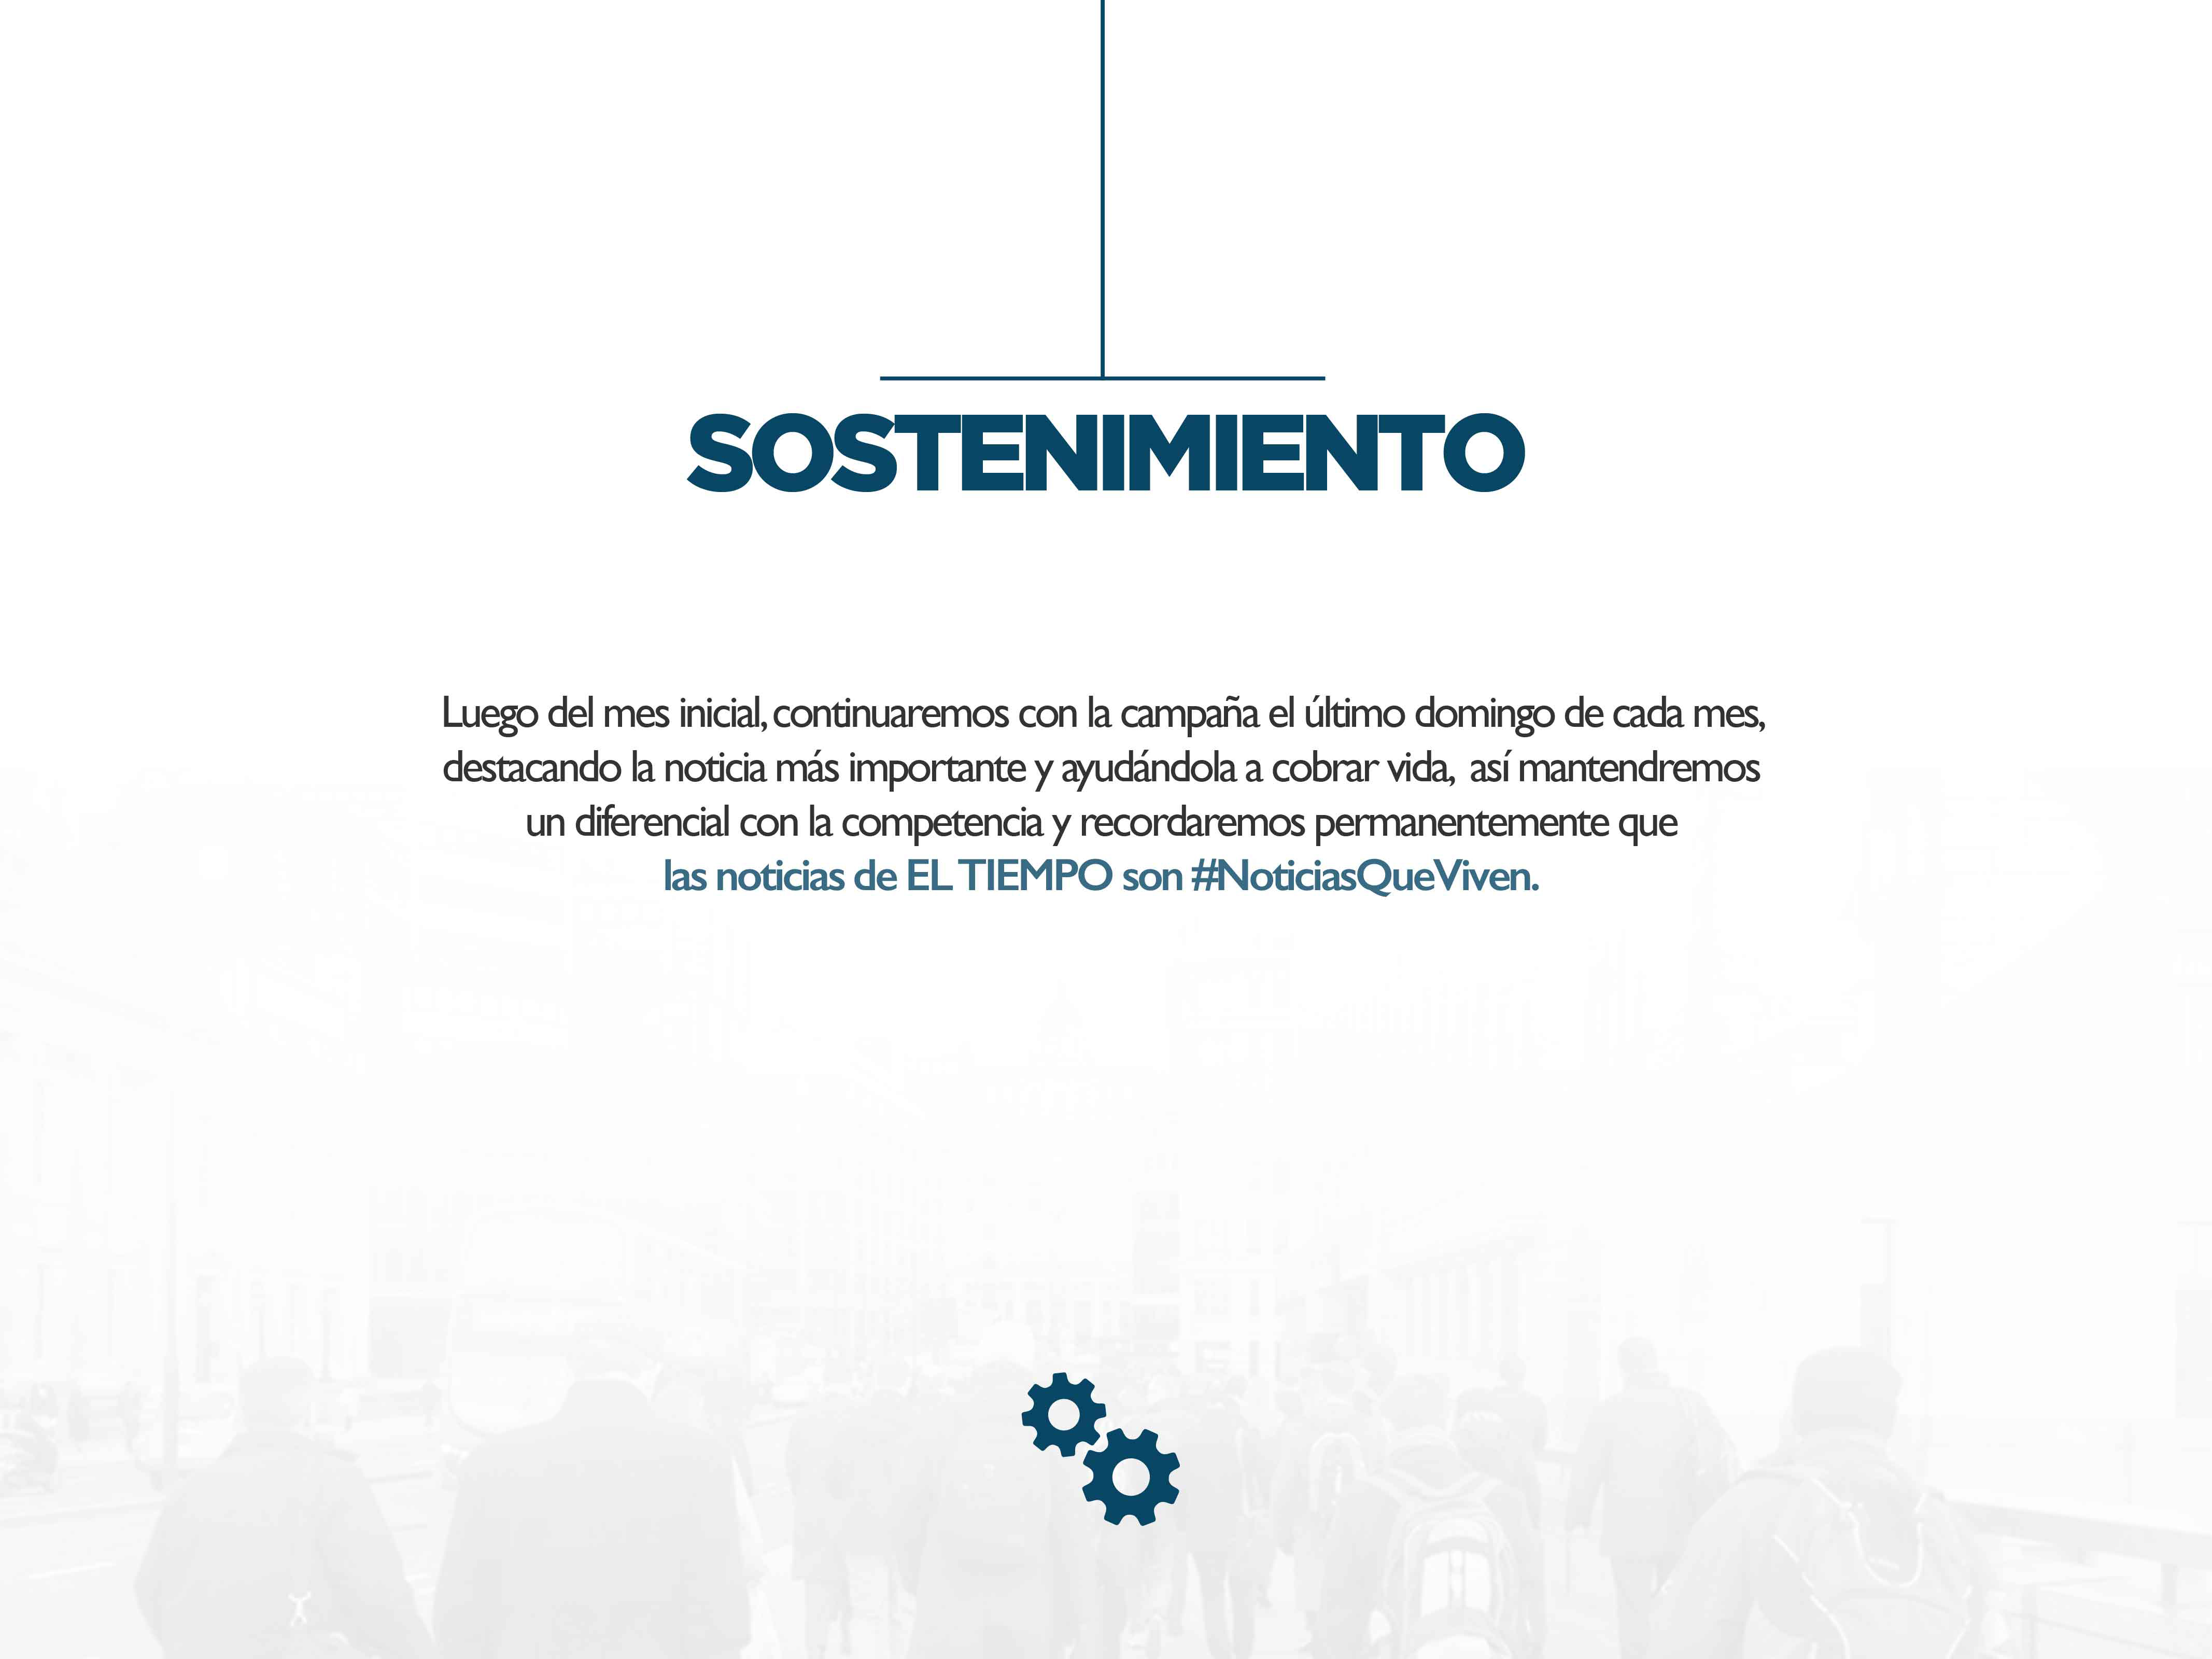 SOSTENIMIENTO
Luego del mes inicial, continuaremos con la campaña el último domingo de cada mes,
destacando la noticia más importante y ayudándola a cobrar vida, así mantendremos
un diferencial con la competencia y recordaremos permanentemente que
las noticias de EL TIEMPO son #NoticiasQueViven.